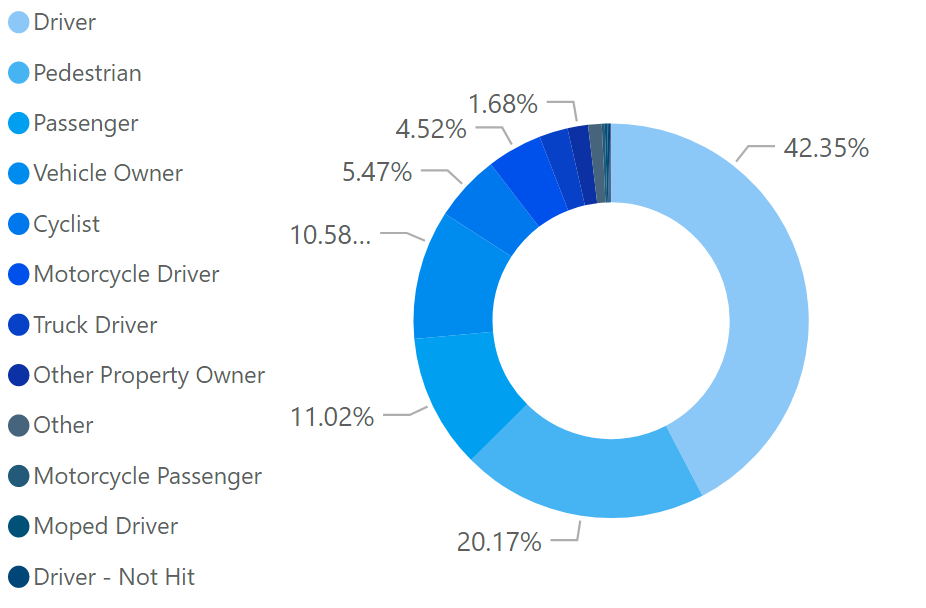 Driver
Pedestrian
Passenger
Vehicle Owner
Cyclist
Motorcycle Driver
Truck Driver
Other Property Owner
Other
Motorcycle Passenger
Moped Driver
Driver - Not Hit
1.68%
4.52%
5.47%
10.58...
11.02%
20.17%
42.35%